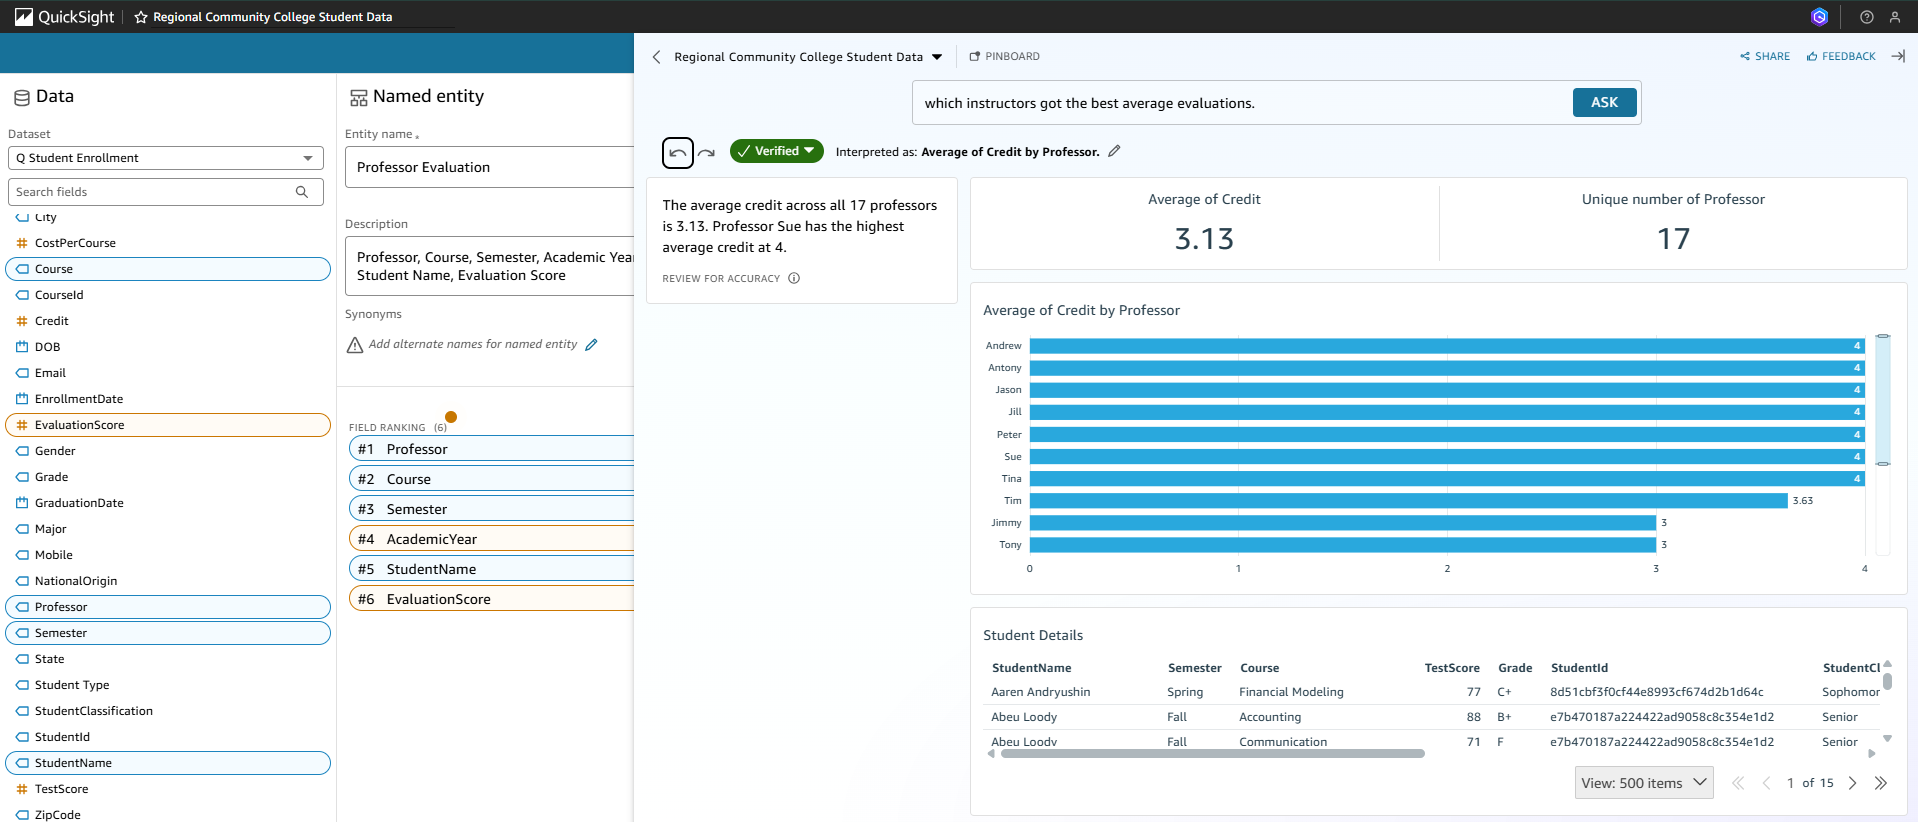 QuickSight
Regional Community College Student Data
Data
Dataset
Q Student Enrollment
Search fields
City
CostPerCourse
Course
CourseId
Credit
DOB
Email
EnrollmentDate
EvaluationScore
Gender
Grade
GraduationDate
Major
Mobile
NationalOrigin
Professor
Semester
State
Student Type
StudentClassification
StudentId
StudentName
TestScore
ZipCode
Named entity
Entity name *
Professor Evaluation
Description
Professor, Course, Semester, Academic Year
Student Name, Evaluation Score
Synonyms
Add alternate names for named entity
FIELD RANKING (6)
#1 Professor
#2 Course
#3 Semester
#4 AcademicYear
#5 StudentName
#6 EvaluationScore
Regional Community College Student Data
PINBOARD
SHARE
FEEDBACK
which instructors got the best average evaluations.
ASK
Verified
Interpreted as: Average of Credit by Professor.
The average credit across all 17 professors
is 3.13. Professor Sue has the highest
average credit at 4.
REVIEW FOR ACCURACY
Average of Credit
3.13
Unique number of Professor
17
Average of Credit by Professor
Andrew 4
Antony 4
Jason 4
Jill 4
Peter 4
Sue 4
Tina 4
Tim 3.63
Jimmy 3
Tony 3
0 1 2 3 4
Student Details
StudentName Semester Course TestScore Grade StudentId StudentCl
Aaren Andryushin Spring Financial Modeling 77 C+ 8d51cbf3f0cf44e8993cf674d2b1d64c Sophomor
Abeu Loody Fall Accounting 88 B+ e7b470187a224422ad9058c8c354e1d2 Senior
Abeu Loody Fall Communication 71 F e7b470187a224422ad9058c8c354e1d2 Senior
View: 500 items
1 of 15